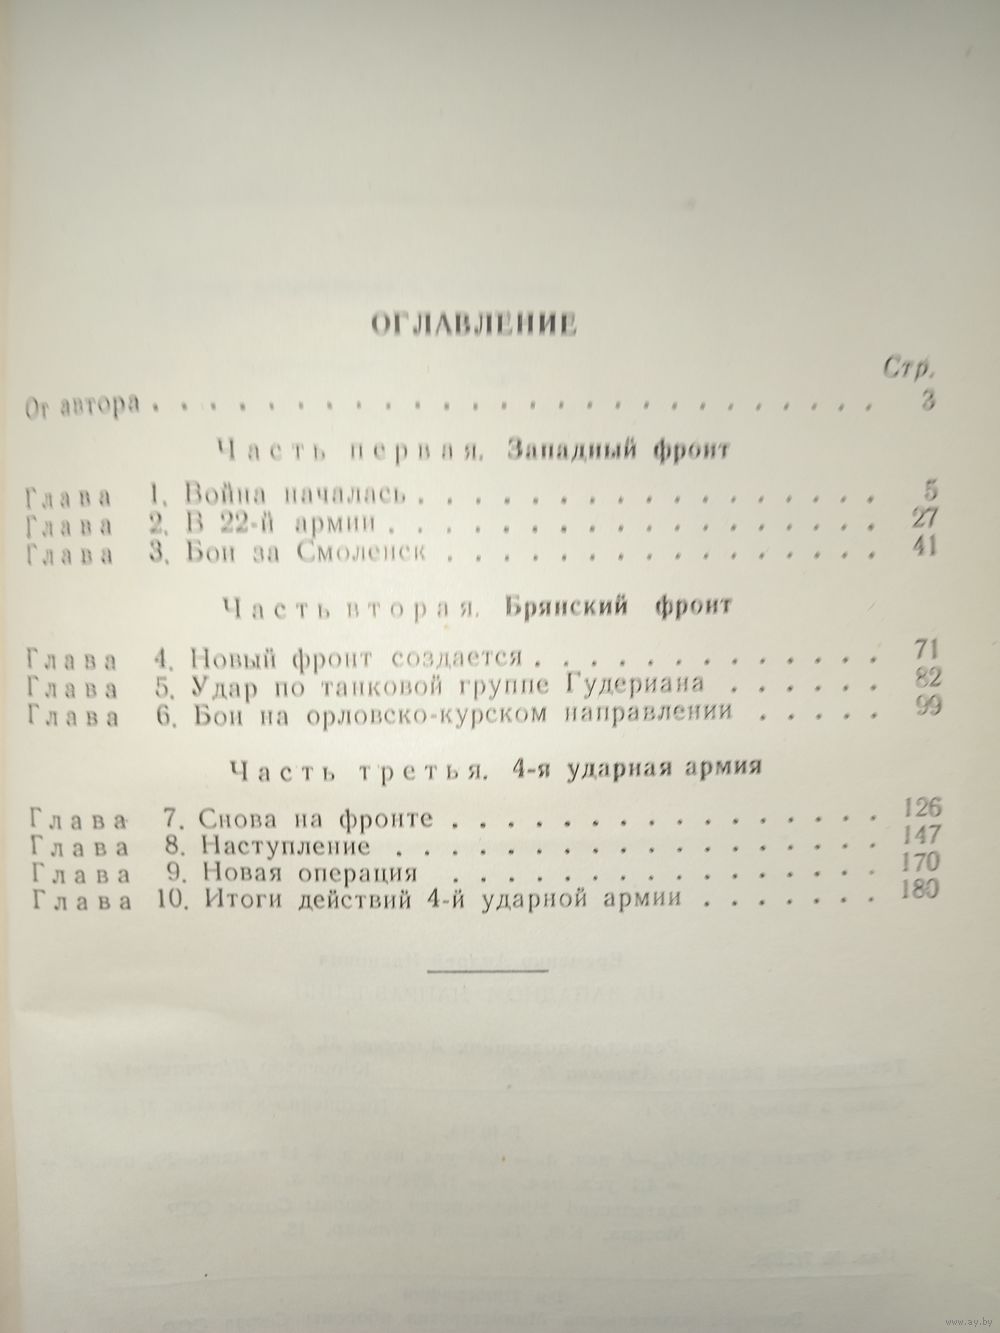 ОГЛАВЛЕНИЕ
Стр.
От автора . . . . . . . . . . . . . . . . . . . . . . . . . . 3
Часть первая. Западный фронт
Глава 1. Война началась . . . . . . . . . . . . . . . . . 5
Глава 2. В 22-й армии . . . . . . . . . . . . . . . . . . 27
Глава 3. Бои за Смоленск . . . . . . . . . . . . . . . . 41
Часть вторая. Брянский фронт
Глава 4. Новый фронт создается . . . . . . . . . . . . . 71
Глава 5. Удар по танковой группе Гудериана . . . . . . 82
Глава 6. Бои на орловско-курском направлении . . . . . 99
Часть третья. 4-я ударная армия
Глава 7. Снова на фронте . . . . . . . . . . . . . . . . 126
Глава 8. Наступление . . . . . . . . . . . . . . . . . . 147
Глава 9. Новая операция . . . . . . . . . . . . . . . . 170
Глава 10. Итоги действий 4-й ударной армии . . . . . . . 180
www.ay.by